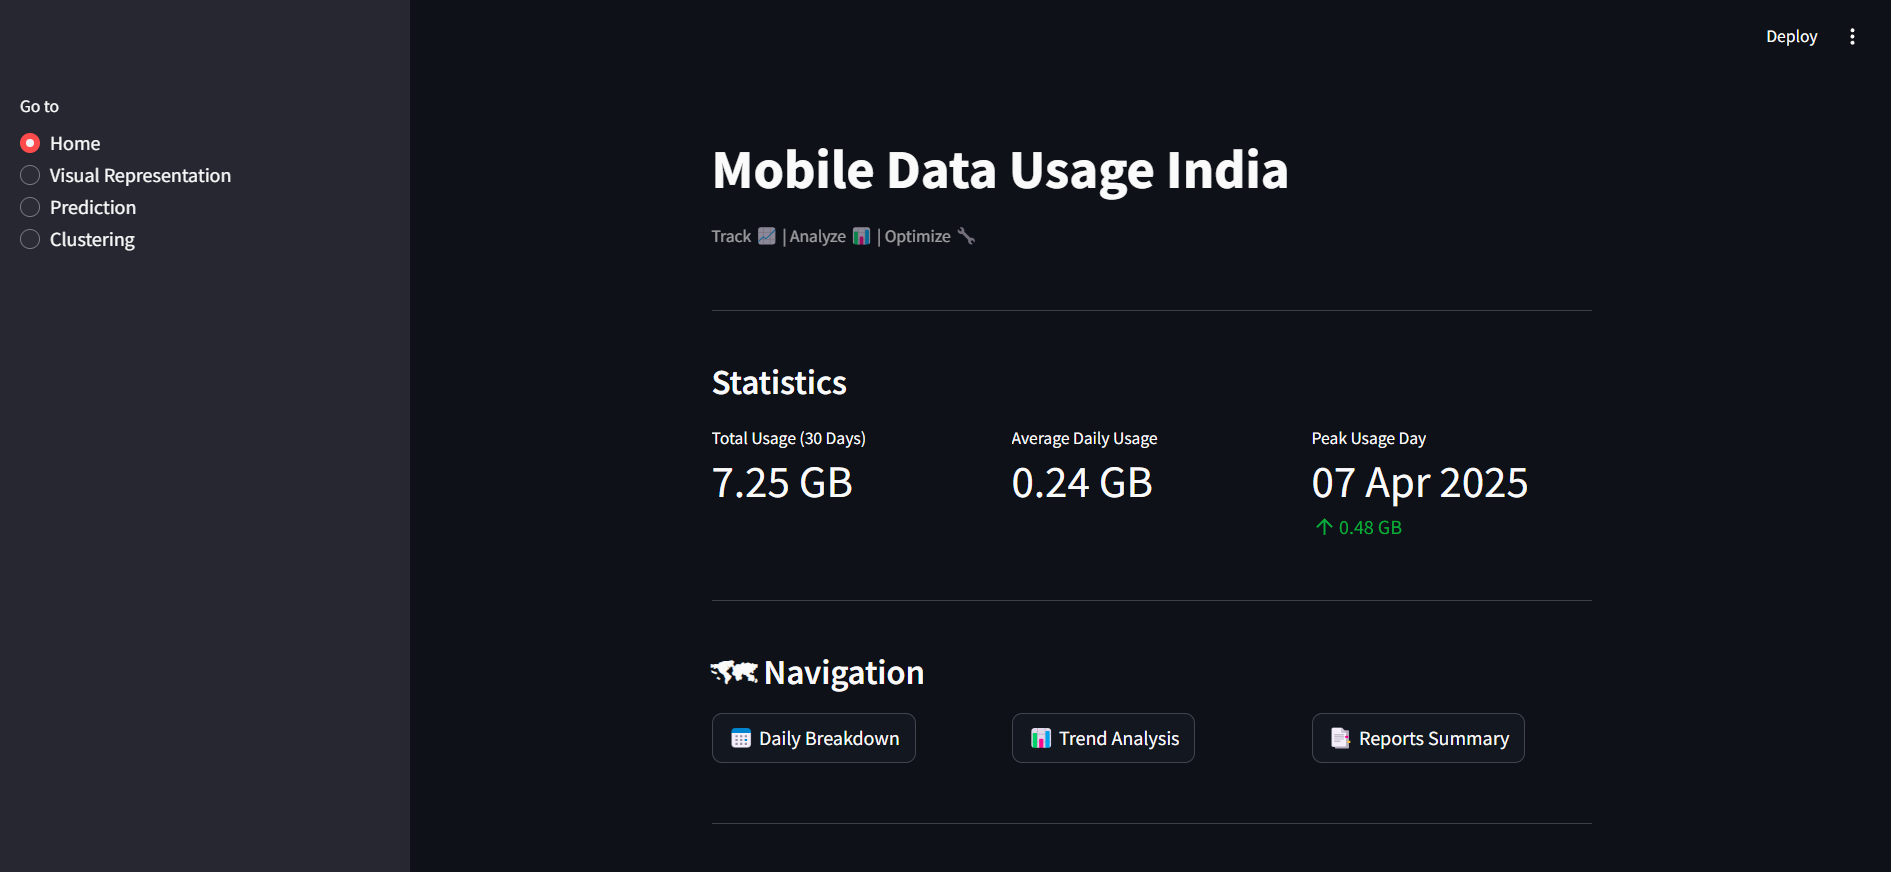 Deploy
Go to
Home
Visual Representation
Prediction
Clustering
Mobile Data Usage India
Track 📈 | Analyze 📊 | Optimize 🔧
Statistics
Total Usage (30 Days)
7.25 GB
Average Daily Usage
0.24 GB
Peak Usage Day
07 Apr 2025
↑ 0.48 GB
🗺 Navigation
📅 Daily Breakdown
📊 Trend Analysis
📑 Reports Summary